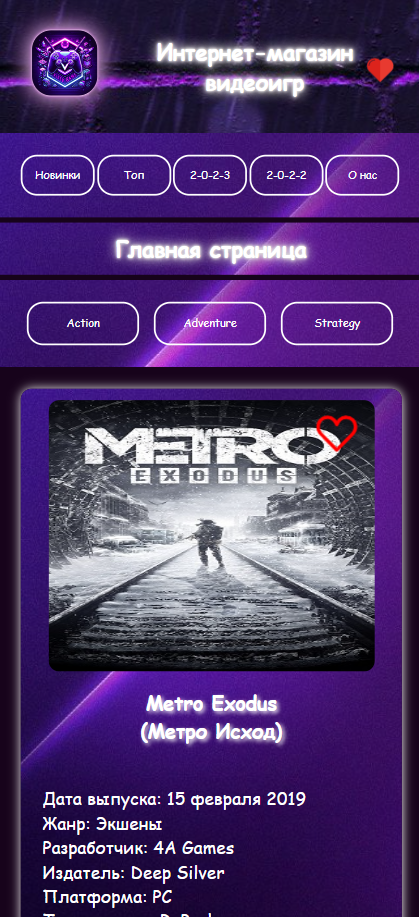 Интернет-магазин
видеоигр
Новинки Топ 2-0-2-3 2-0-2-2 О нас
Главная страница
Action Adventure Strategy
METRO
EXODUS
Metro Exodus
(Метро Исход)
Дата выпуска: 15 февраля 2019
Жанр: Экшены
Разработчик: 4A Games
Издатель: Deep Silver
Платформа: PC